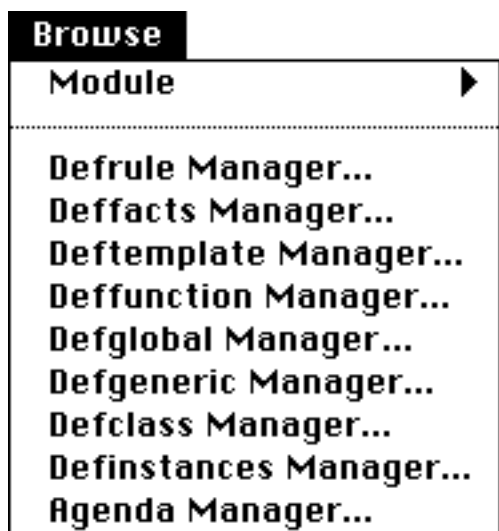 Browse
Module
Defrule Manager...
Deffacts Manager...
Deftemplate Manager...
Deffunction Manager...
Defglobal Manager...
Defgeneric Manager...
Defclass Manager...
Definstances Manager...
Agenda Manager...